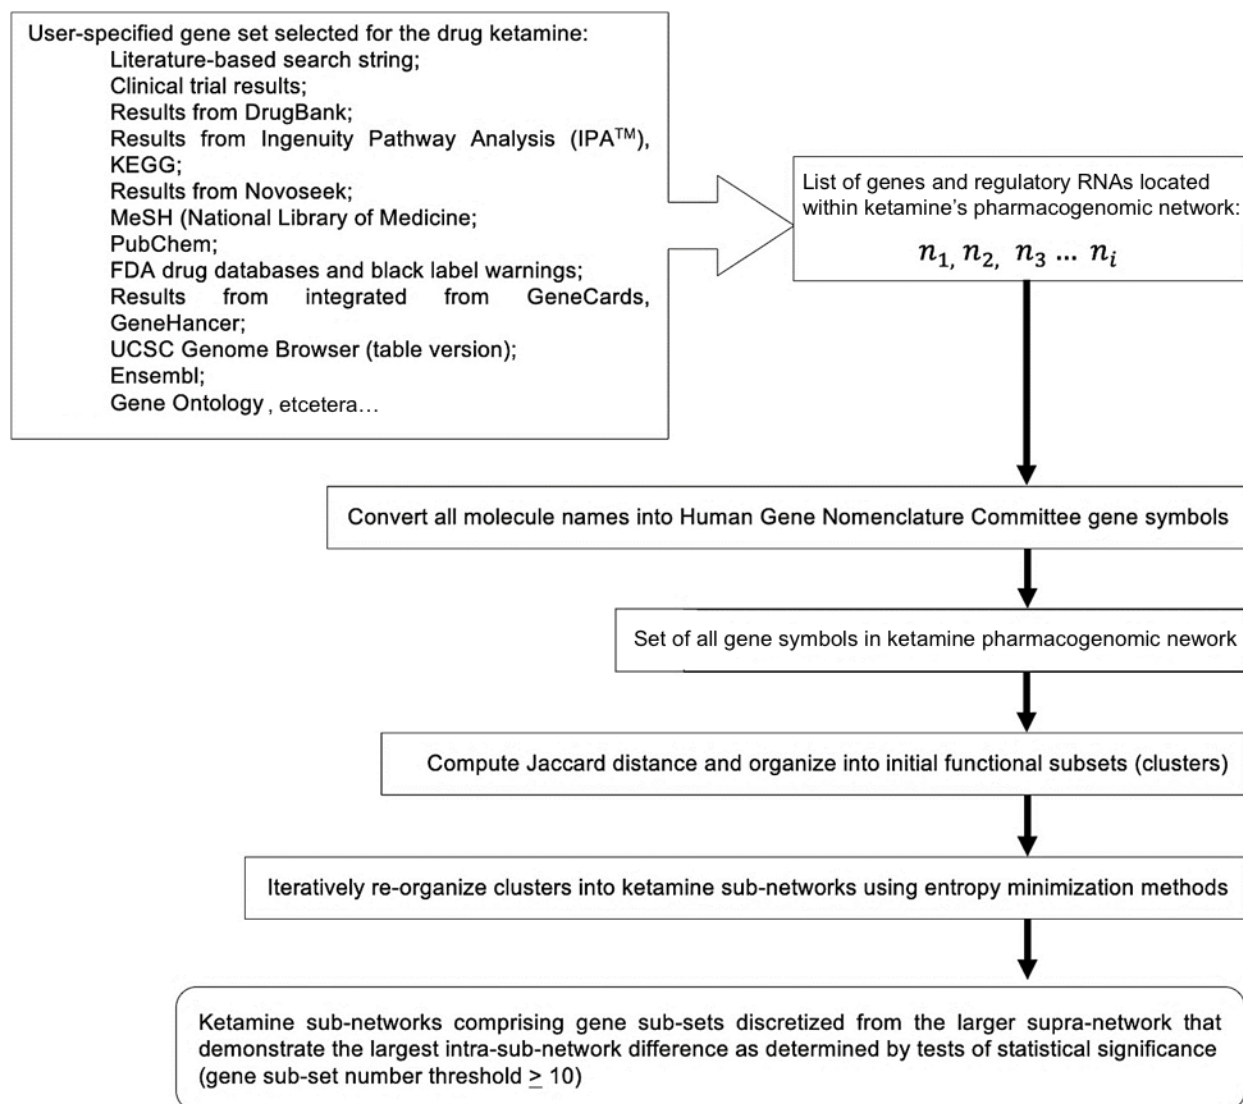 User-specified gene set selected for the drug ketamine:
Literature-based search string;
Clinical trial results;
Results from DrugBank;
Results from Ingenuity Pathway Analysis (IPA™),
KEGG;
Results from Novoseek;
MeSH (National Library of Medicine;
PubChem;
FDA drug databases and black label warnings;
Results from integrated from GeneCards,
GeneHancer;
UCSC Genome Browser (table version);
Ensembl;
Gene Ontology , etcetera…
List of genes and regulatory RNAs located
within ketamine's pharmacogenomic network:
n₁, n₂, n₃ … nᵢ
Convert all molecule names into Human Gene Nomenclature Committee gene symbols
Set of all gene symbols in ketamine pharmacogenomic nework
Compute Jaccard distance and organize into initial functional subsets (clusters)
Iteratively re-organize clusters into ketamine sub-networks using entropy minimization methods
Ketamine sub-networks comprising gene sub-sets discretized from the larger supra-network that
demonstrate the largest intra-sub-network difference as determined by tests of statistical significance
(gene sub-set number threshold ≥ 10)